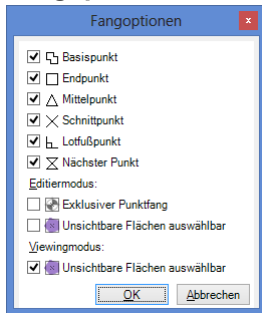 Fangoptionen
Basispunkt
Endpunkt
Mittelpunkt
Schnittpunkt
Lotfußpunkt
Nächster Punkt
Editiermodus:
Exklusiver Punktfang
Unsichtbare Flächen auswählbar
Viewingmodus:
Unsichtbare Flächen auswählbar
OK Abbrechen